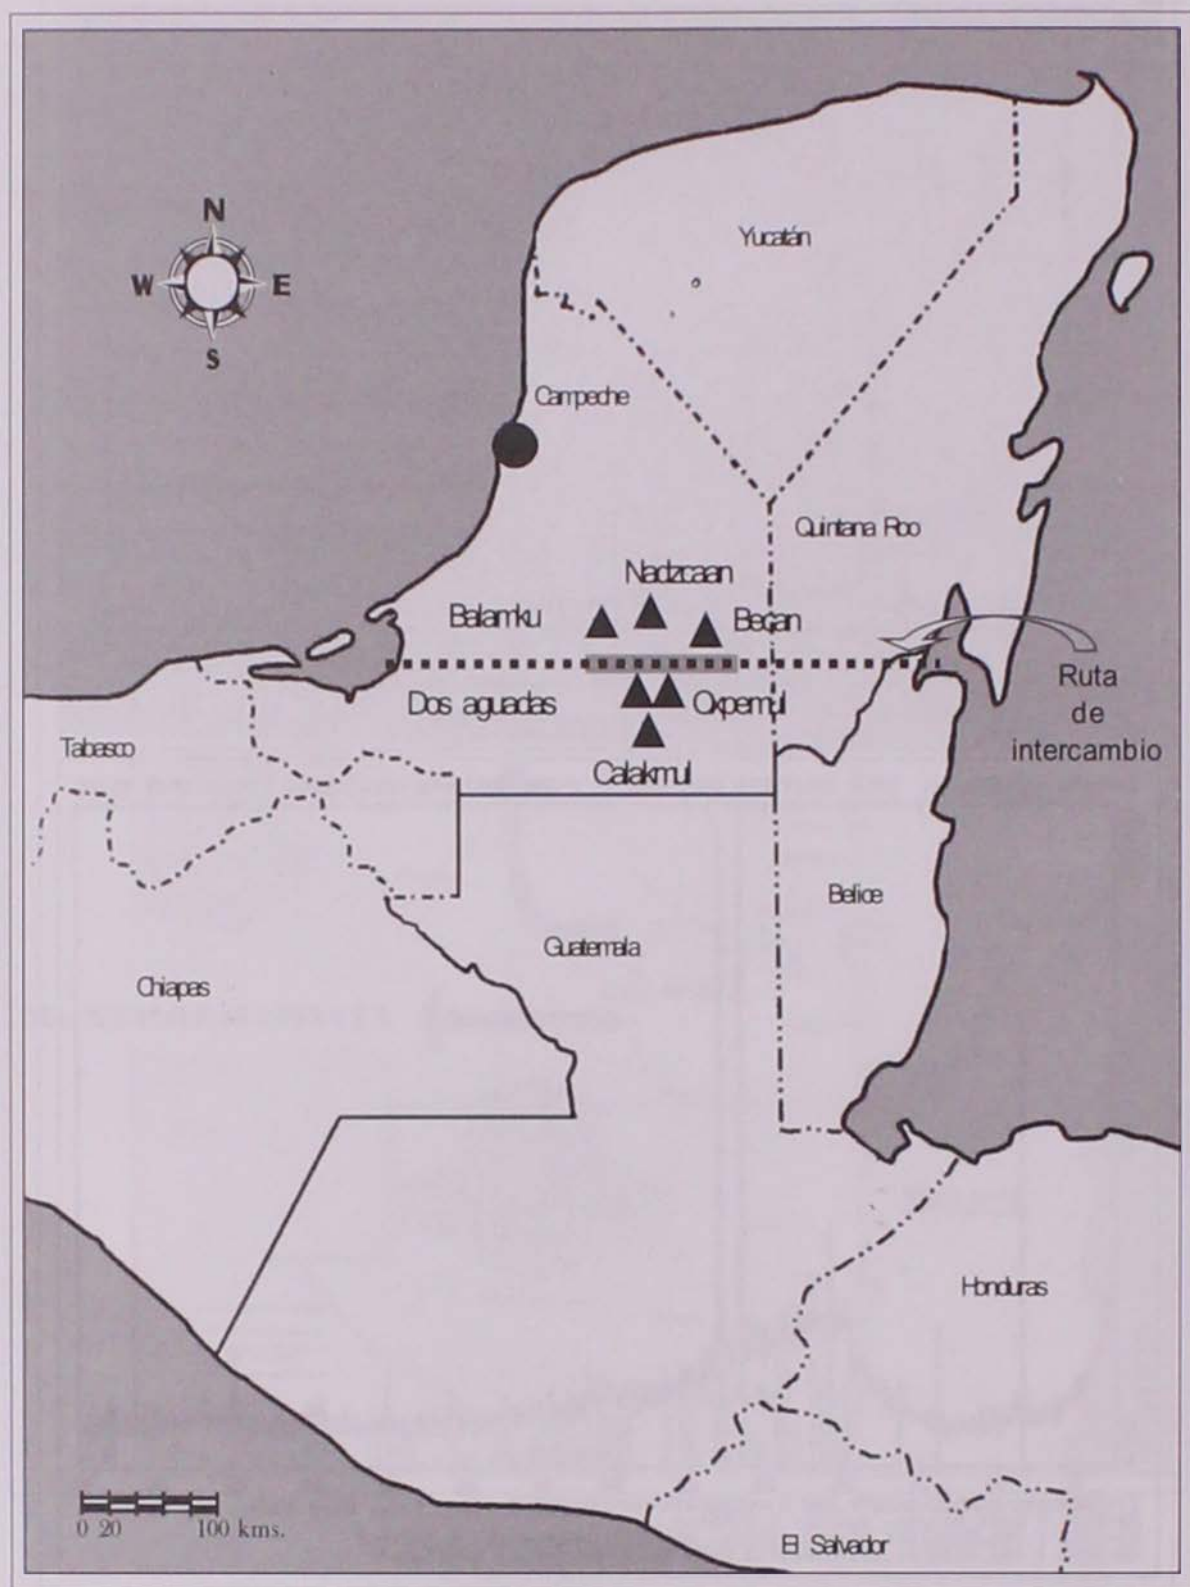 N
W E
S
Yucatán
Campeche
Quintana Roo
Nadzcaan
Balamku
Becan
Ruta
de
intercambio
Dos aguadas
Oxpemul
Tabasco
Calakmul
Belice
Guatemala
Chiapas
Honduras
0 20 100 kms.
El Salvador